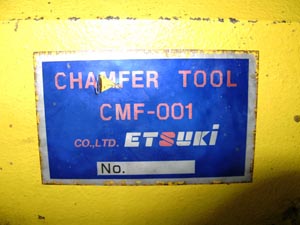 CHAMFER TOOL
CMF-001
CO.,LTD. ETSUKI
No.